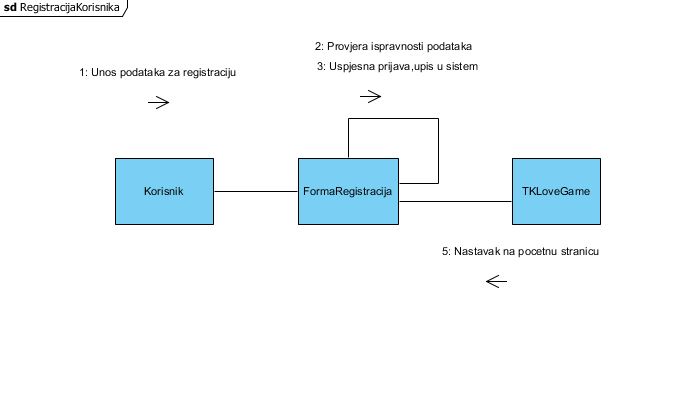 sd RegistracijaKorisnika
2: Provjera ispravnosti podataka
3: Uspjesna prijava,upis u sistem
1: Unos podataka za registraciju
Korisnik
FormaRegistracija
TKLoveGame
5: Nastavak na pocetnu stranicu